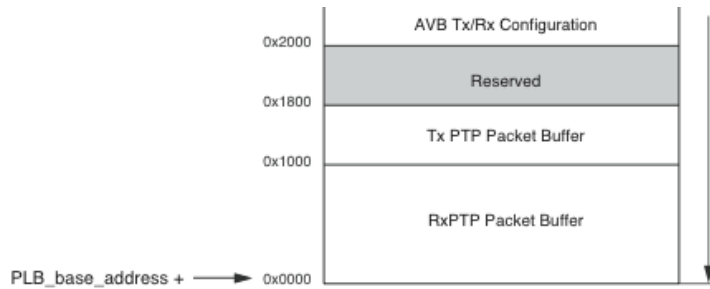 AVB Tx/Rx Configuration
0x2000
Reserved
0x1800
Tx PTP Packet Buffer
0x1000
RxPTP Packet Buffer
PLB_base_address + 0x0000